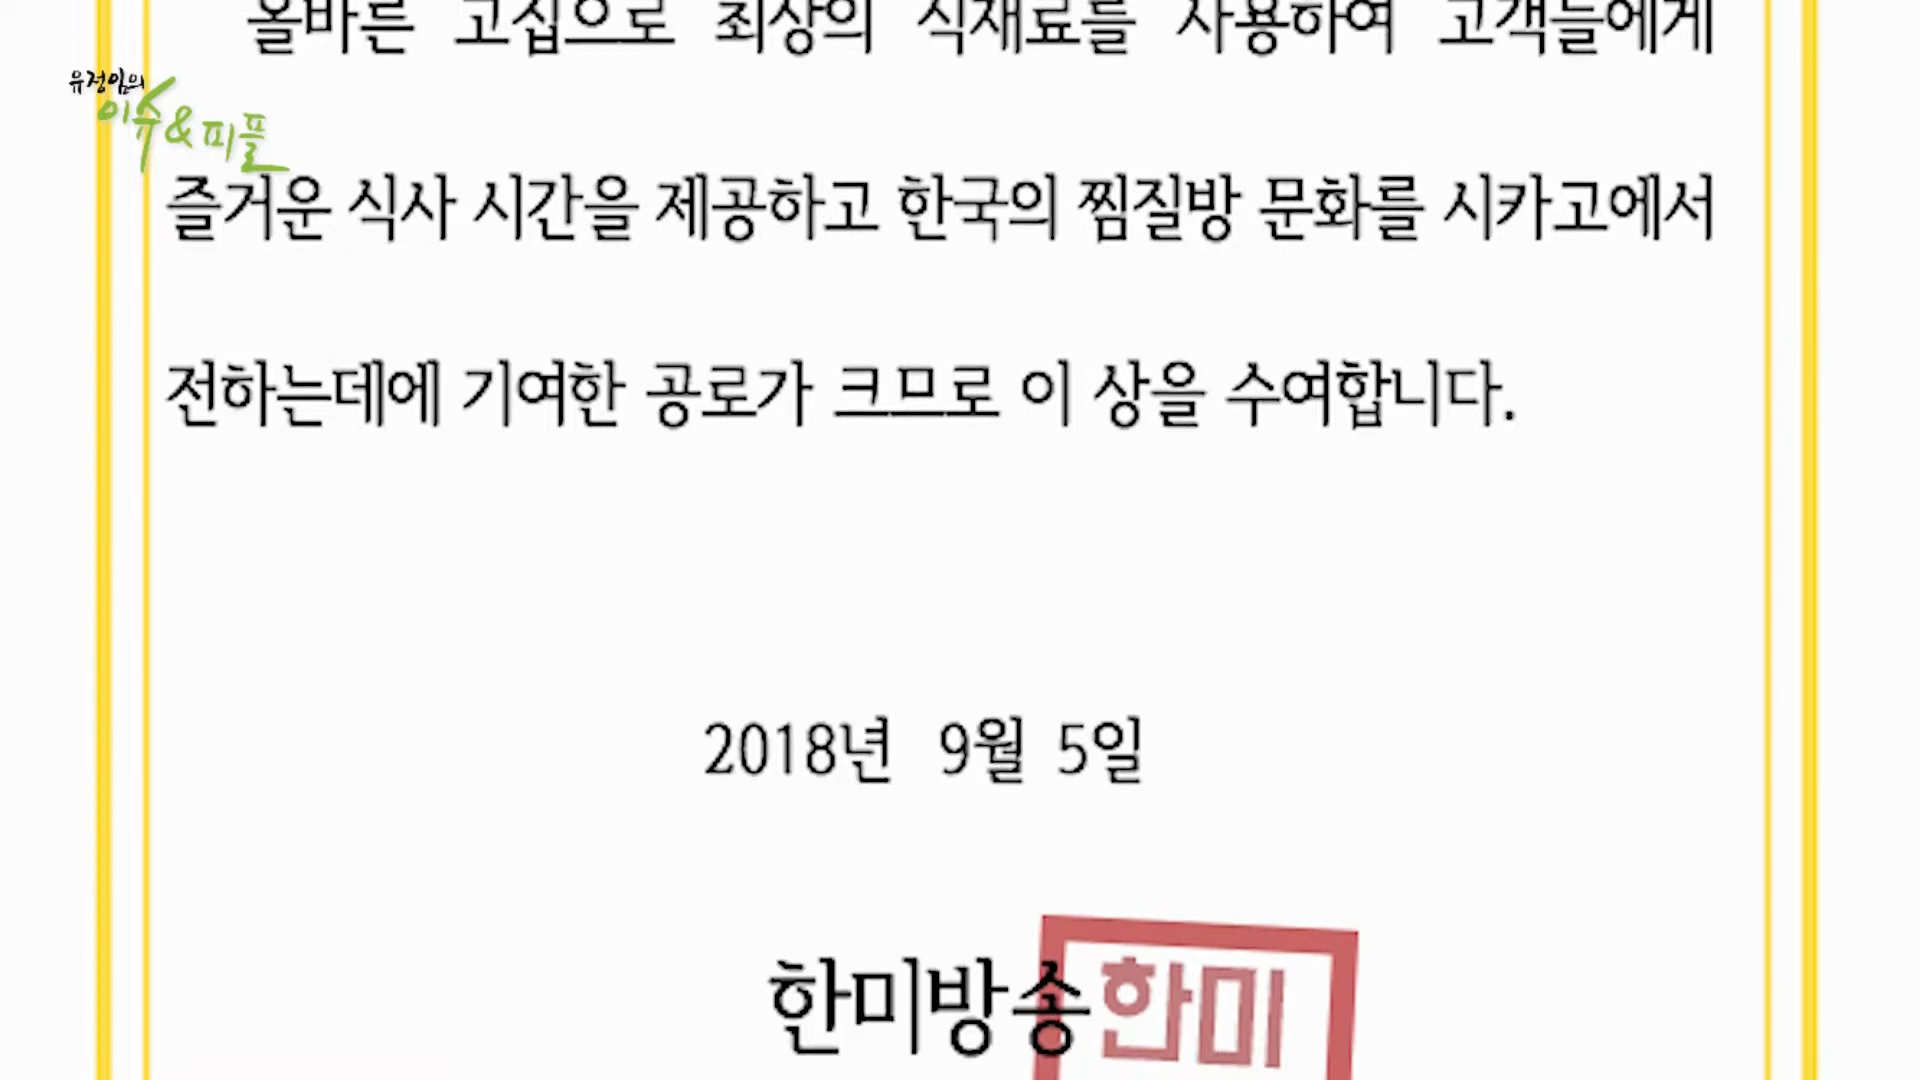 올바른 고집으로 최상의 식재료를 사용하여 고객들에게
유정임의
이슈&피플
즐거운 식사 시간을 제공하고 한국의 찜질방 문화를 시카고에서
전하는데에 기여한 공로가 크므로 이 상을 수여합니다.
2018년 9월 5일
한미방송
한미